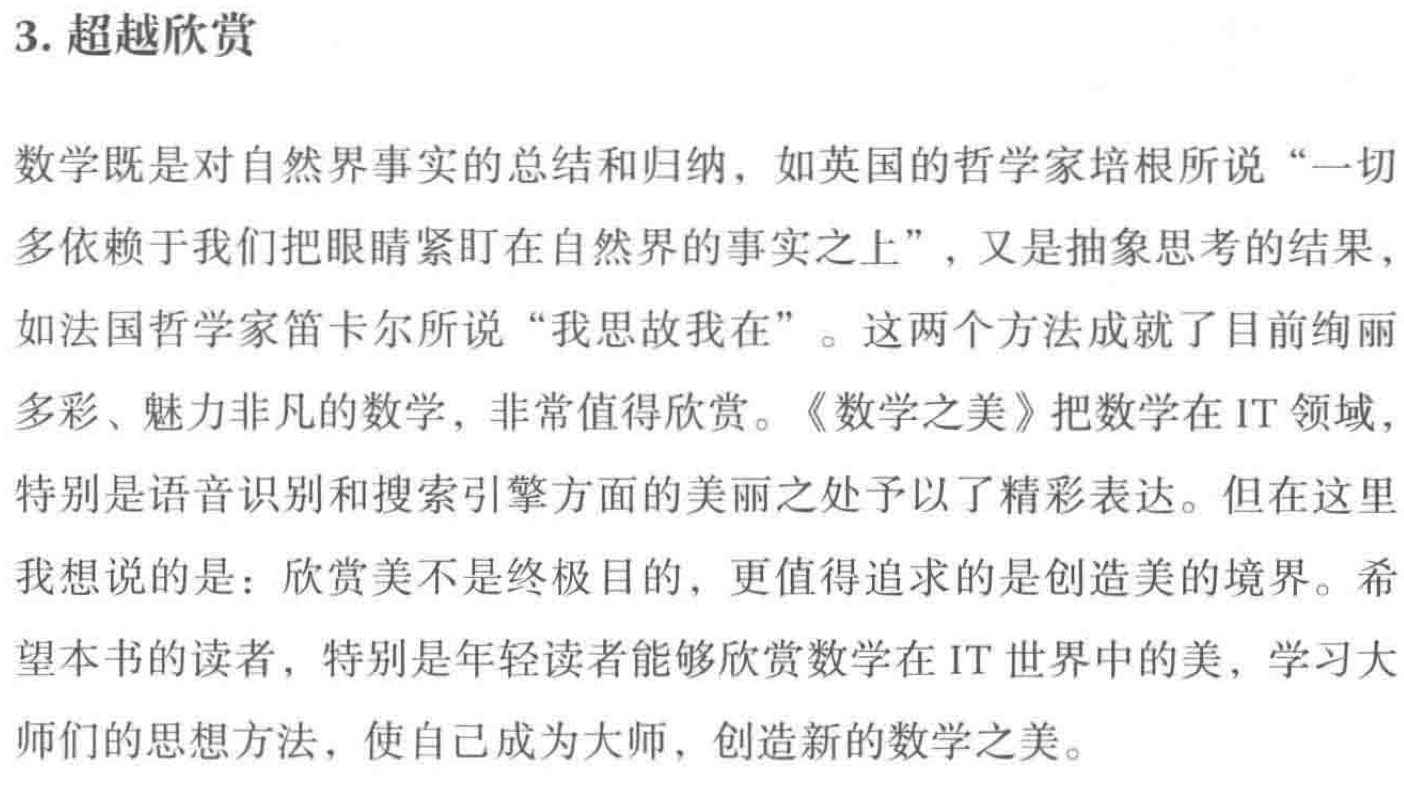 3. 超越欣赏
数学既是对自然界事实的总结和归纳，如英国的哲学家培根所说“一切
多依赖于我们把眼睛紧盯在自然界的事实之上”，又是抽象思考的结果，
如法国哲学家笛卡尔所说“我思故我在”。这两个方法成就了目前绚丽
多彩、魅力非凡的数学，非常值得欣赏。《数学之美》把数学在 IT 领域，
特别是语音识别和搜索引擎方面的美丽之处予以了精彩表达。但在这里
我想说的是：欣赏美不是终极目的，更值得追求的是创造美的境界。希
望本书的读者，特别是年轻读者能够欣赏数学在 IT 世界中的美，学习大
师们的思想方法，使自己成为大师，创造新的数学之美。